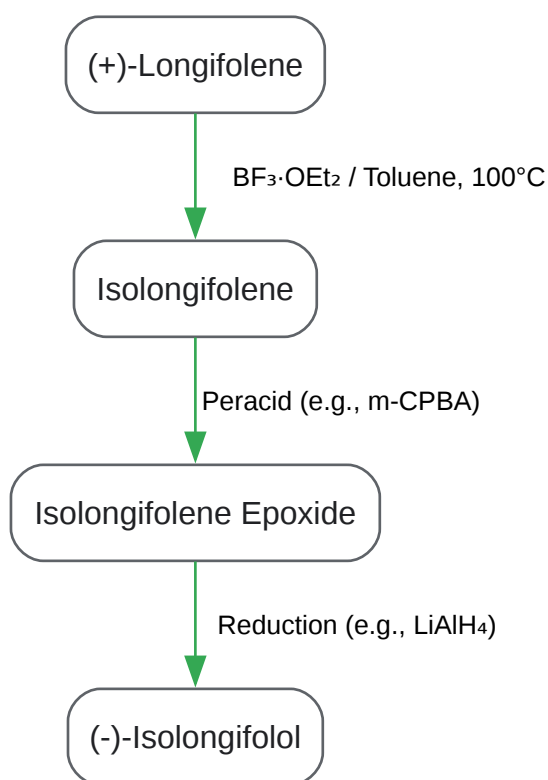 (+)-Longifolene
BF₃·OEt₂ / Toluene, 100°C
Isolongifolene
Peracid (e.g., m-CPBA)
Isolongifolene Epoxide
Reduction (e.g., LiAlH₄)
(-)-Isolongifolol